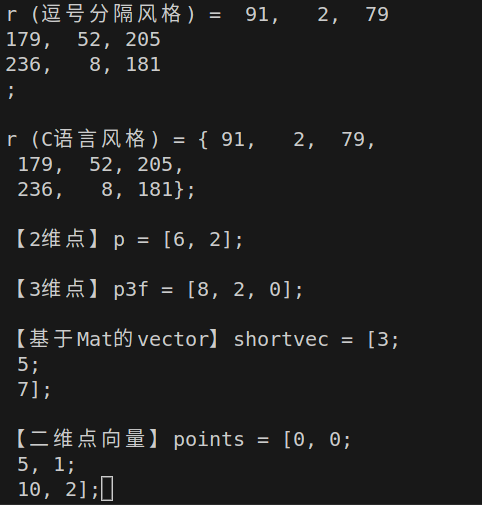 r (逗号分隔风格) =  91,   2,  79
179,  52, 205
236,   8, 181
;
r (C语言风格) = { 91,   2,  79,
 179,  52, 205,
 236,   8, 181};
【2维点】p = [6, 2];
【3维点】p3f = [8, 2, 0];
【基于Mat的vector】shortvec = [3;
 5;
 7];
【二维点向量】points = [0, 0;
 5, 1;
 10, 2];